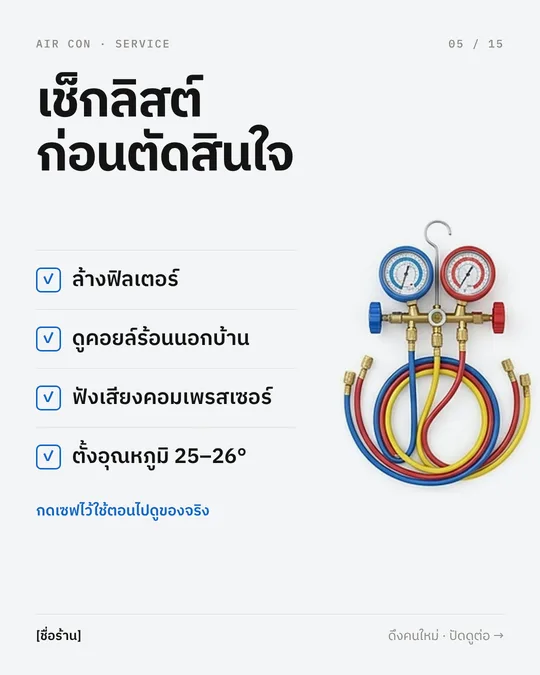 AIR CON · SERVICE
05 / 15
เช็กลิสต์
ก่อนตัดสินใจ
ล้างฟิลเตอร์
ดูคอยล์ร้อนนอกบ้าน
ฟังเสียงคอมเพรสเซอร์
ตั้งอุณหภูมิ 25–26°
กดเซฟไว้ใช้ตอนไปดูของจริง
[ชื่อร้าน]
ดึงคนใหม่ · ปัดดูต่อ →